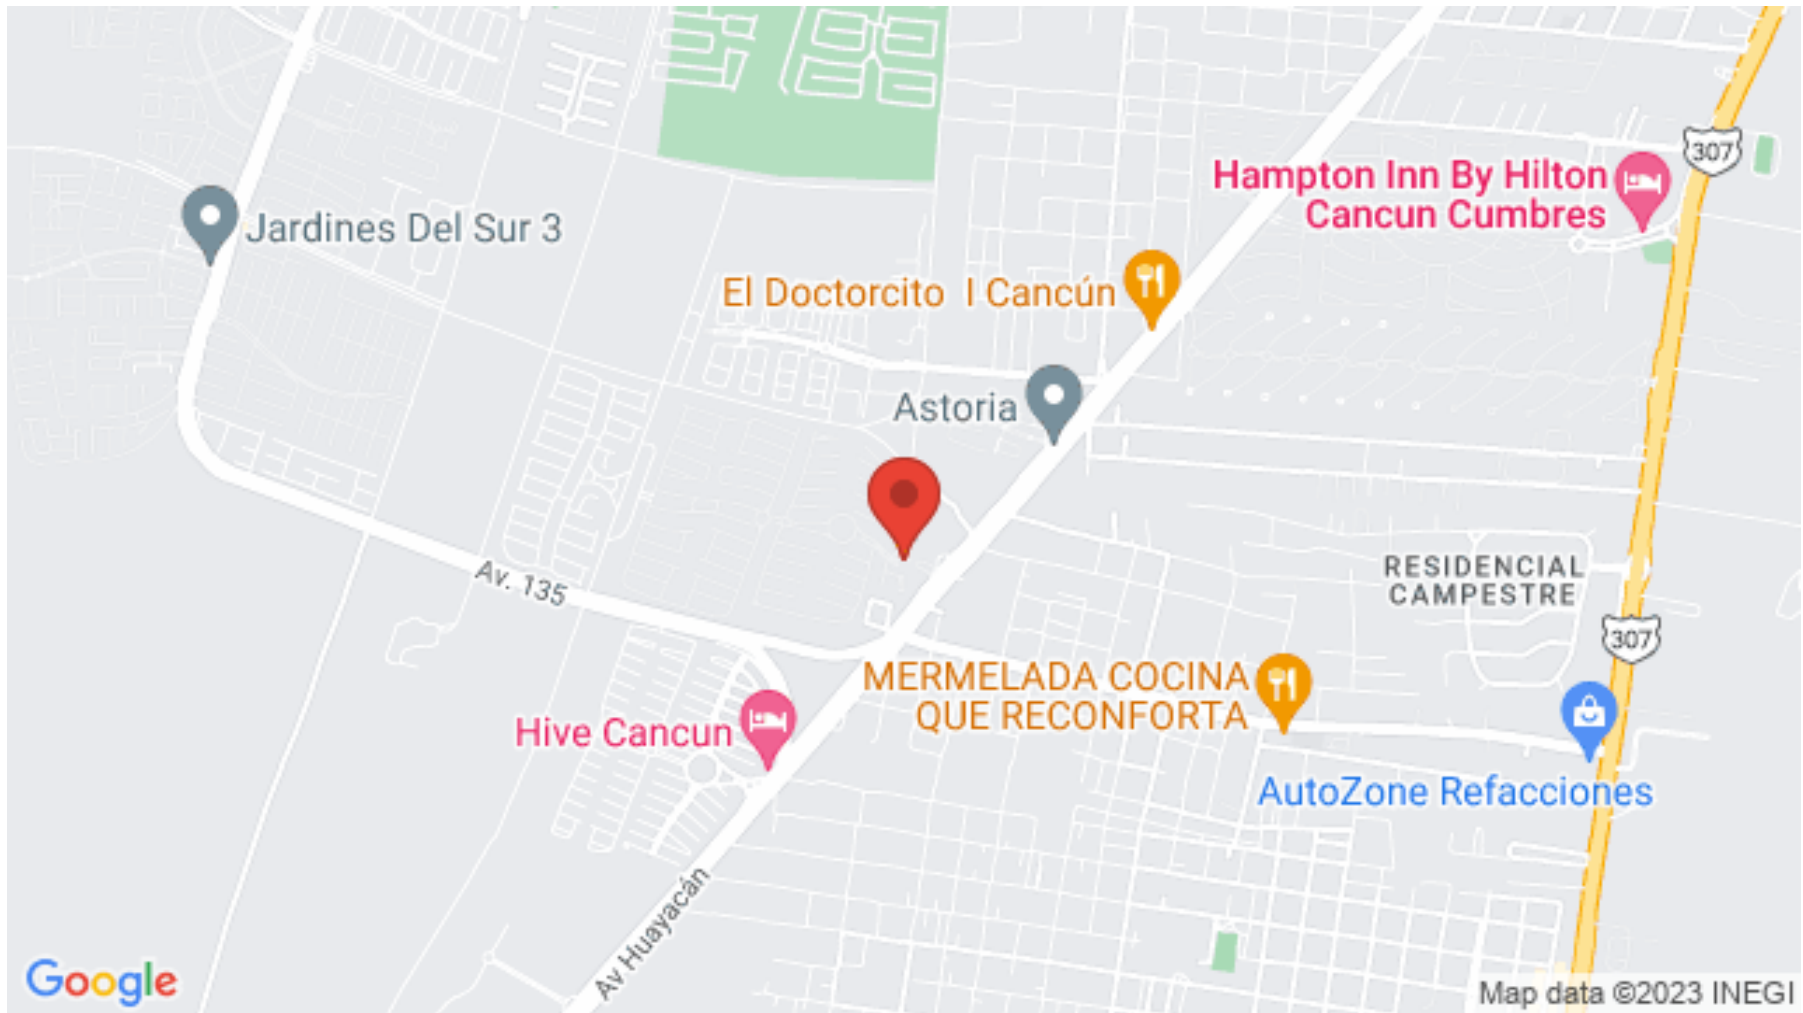 307
Hampton Inn By Hilton
Cancun Cumbres
Jardines Del Sur 3
El Doctorcito I Cancún
Astoria
RESIDENCIAL
CAMPESTRE
Av. 135
307
MERMELADA COCINA
QUE RECONFORTA
Hive Cancun
AutoZone Refacciones
Av Huayacán
Google
Map data ©2023 INEGI